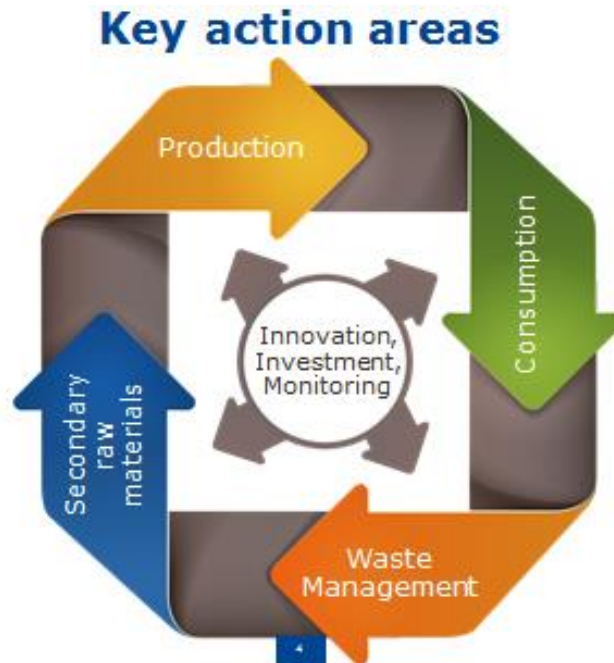 Key action areas
Production
Consumption
Innovation,
Investment,
Monitoring
Secondary
raw
materials
Waste
Management
4